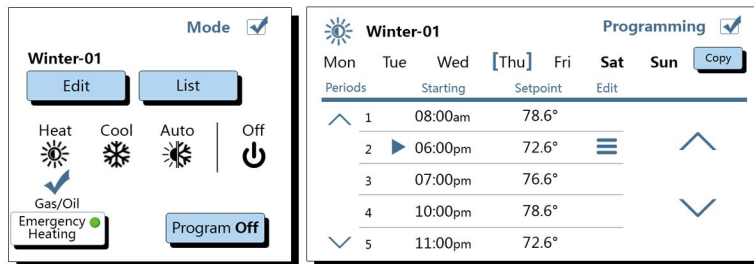 Mode
Winter-01
Edit List
Heat Cool Auto Off
Gas/Oil
Emergency
Heating
Program Off
Winter-01 Programming
Mon Tue Wed [Thu] Fri Sat Sun Copy
Periods Starting Setpoint Edit
1 08:00am 78.6°
2 06:00pm 72.6°
3 07:00pm 76.6°
4 10:00pm 78.6°
5 11:00pm 72.6°